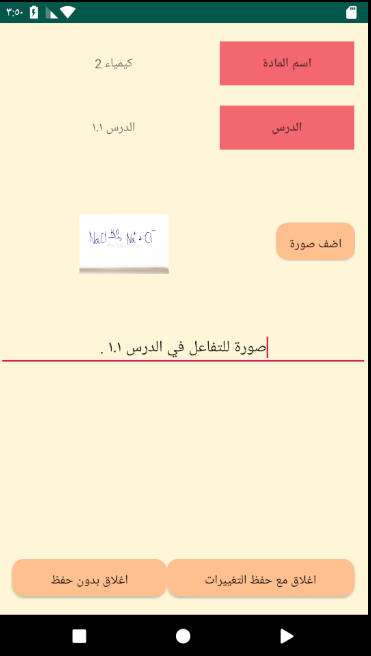 ٣:٥٠
اسم المادة كيمياء 2
الدرس الدرس ١.١
اضف صورة
صورة للتفاعل في الدرس ١.١ .
اغلاق مع حفظ التغييرات اغلاق بدون حفظ